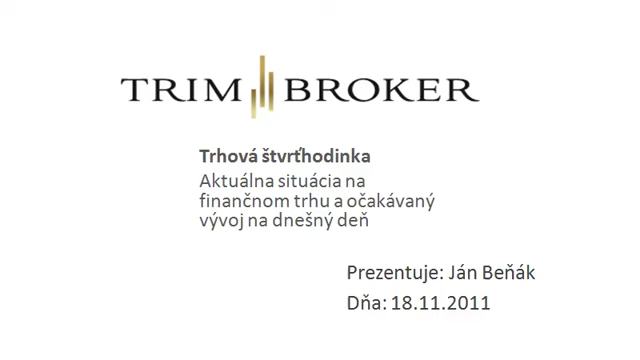 TRIM BROKER
Trhová štvrťhodinka
Aktuálna situácia na
finančnom trhu a očakávaný
vývoj na dnešný deň
Prezentuje: Ján Beňák
Dňa: 18.11.2011